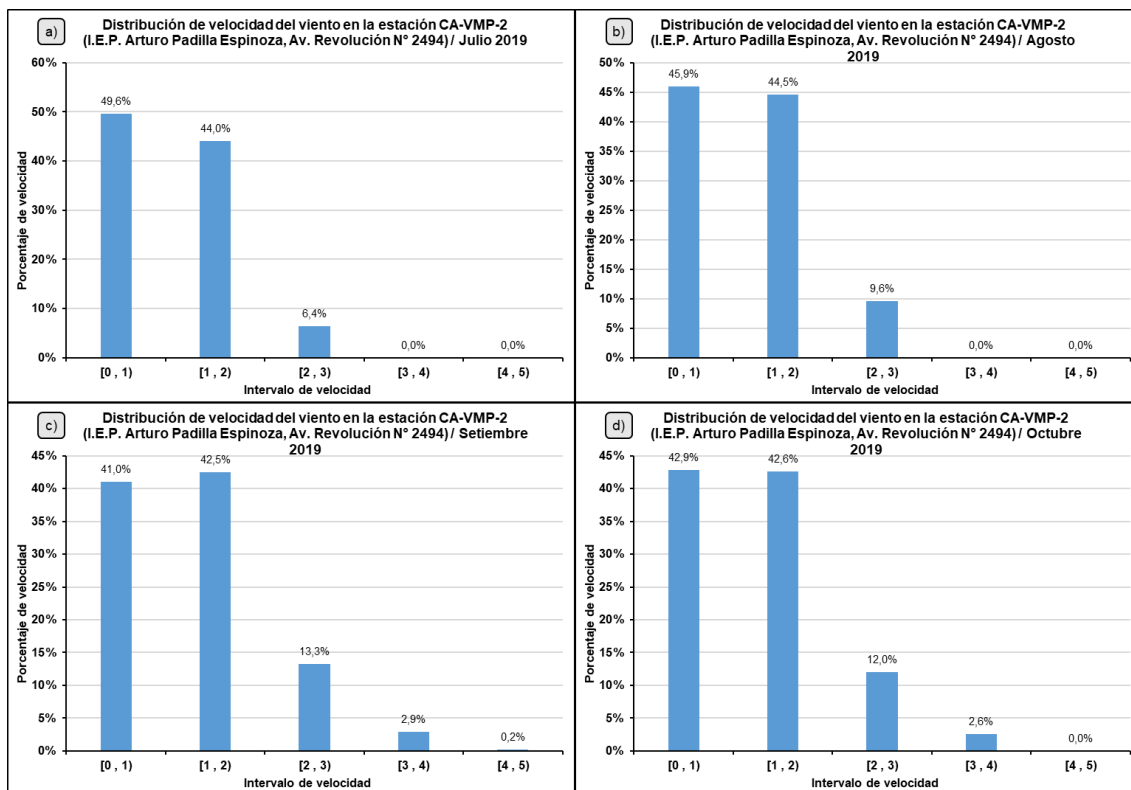 a)
Distribución de velocidad del viento en la estación CA-VMP-2
(I.E.P. Arturo Padilla Espinoza, Av. Revolución N° 2494) / Julio 2019
Porcentaje de velocidad
60%
50%
40%
30%
20%
10%
0%
49,6%
44,0%
6,4%
0,0%
0,0%
[0 , 1)
[1 , 2)
[2 , 3)
[3 , 4)
[4 , 5)
Intervalo de velocidad
b)
Distribución de velocidad del viento en la estación CA-VMP-2
(I.E.P. Arturo Padilla Espinoza, Av. Revolución N° 2494) / Agosto
2019
Porcentaje de velocidad
50%
45%
40%
35%
30%
25%
20%
15%
10%
5%
0%
45,9%
44,5%
9,6%
0,0%
0,0%
[0 , 1)
[1 , 2)
[2 , 3)
[3 , 4)
[4 , 5)
Intervalo de velocidad
c)
Distribución de velocidad del viento en la estación CA-VMP-2
(I.E.P. Arturo Padilla Espinoza, Av. Revolución N° 2494) / Setiembre
2019
Porcentaje de velocidad
45%
40%
35%
30%
25%
20%
15%
10%
5%
0%
41,0%
42,5%
13,3%
2,9%
0,2%
[0 , 1)
[1 , 2)
[2 , 3)
[3 , 4)
[4 , 5)
Intervalo de velocidad
d)
Distribución de velocidad del viento en la estación CA-VMP-2
(I.E.P. Arturo Padilla Espinoza, Av. Revolución N° 2494) / Octubre
2019
Porcentaje de velocidad
45%
40%
35%
30%
25%
20%
15%
10%
5%
0%
42,9%
42,6%
12,0%
2,6%
0,0%
[0 , 1)
[1 , 2)
[2 , 3)
[3 , 4)
[4 , 5)
Intervalo de velocidad